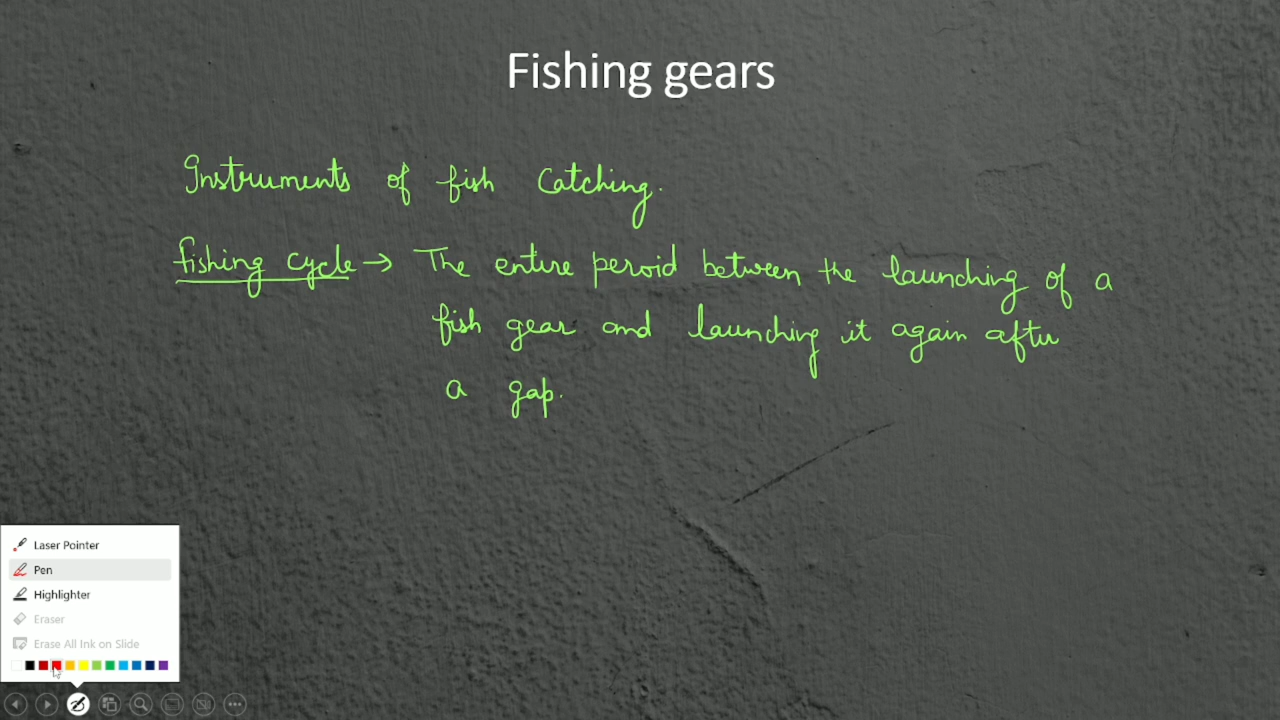 Fishing gears
Instruments of fish Catching.
fishing cycle → The entire peroid between the launching of a
fish gear and launching it again after
a gap.
Laser Pointer
Pen
Highlighter
Eraser
Erase All Ink on Slide